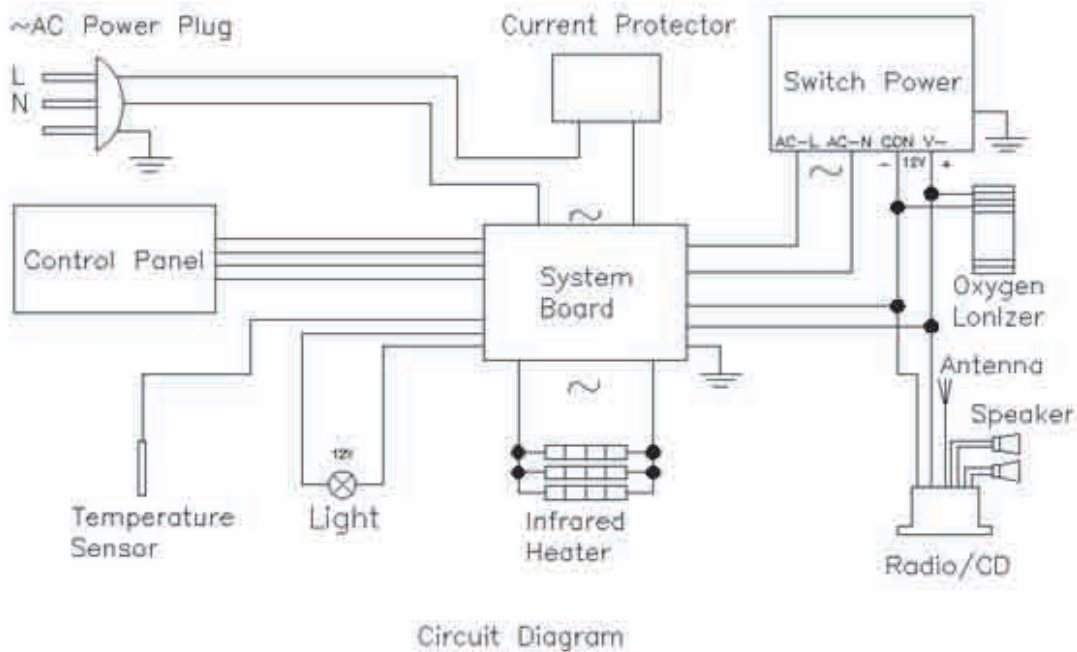 ~AC Power Plug
Current Protector
L
N
Switch Power
AC-L AC-N CON V-
~
- 12V +
Control Panel
~
System
Board
Oxygen
LonIzer
~
Antenna
Speaker
12V
Temperature
Sensor
Light
Infrared
Heater
Radio/CD
Circuit Diagram